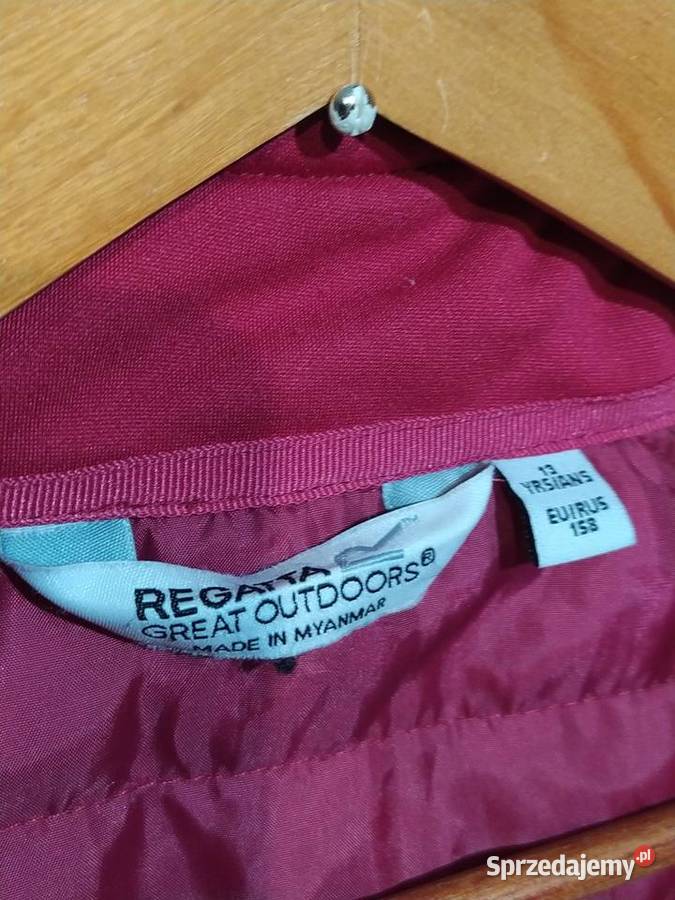 13
YRS/ANS
EU/RUS
158
REGATTA
GREAT OUTDOORS®
MADE IN MYANMAR
Sprzedajemy.pl